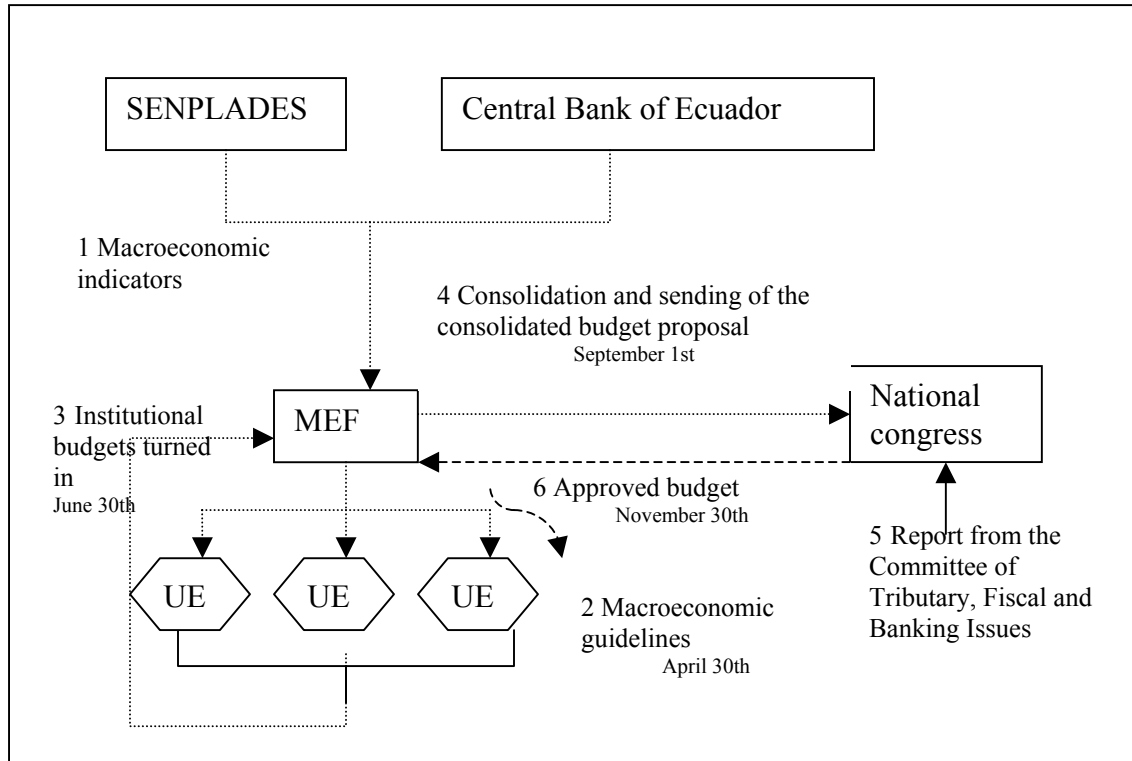 SENPLADES
Central Bank of Ecuador
1 Macroeconomic
indicators
4 Consolidation and sending of the
consolidated budget proposal
September 1st
3 Institutional
budgets turned
in
June 30th
MEF
National
congress
6 Approved budget
November 30th
5 Report from the
Committee of
Tributary, Fiscal and
Banking Issues
UE
UE
UE
2 Macroeconomic
guidelines
April 30th